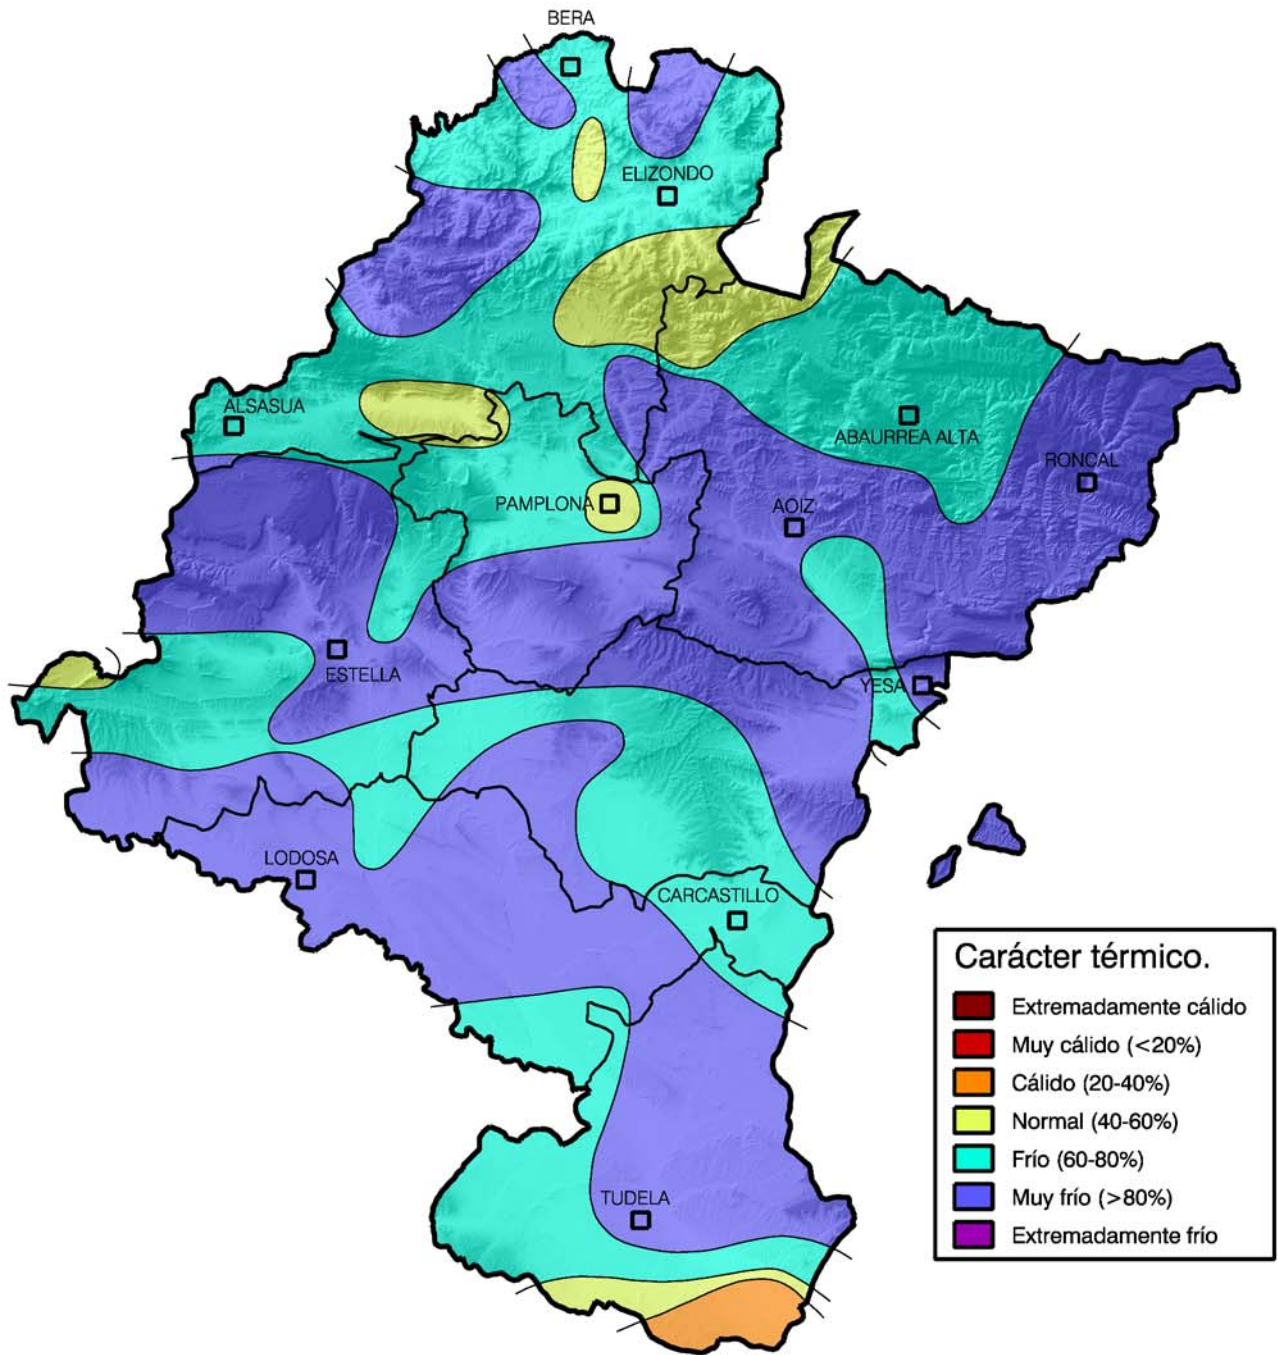 BERA
ELIZONDO
ALSASUA
ABAURREA ALTA
RONCAL
PAMPLONA
AOIZ
ESTELLA
YESA
LODOSA
CARCASTILLO
TUDELA
Carácter térmico.
Extremadamente cálido
Muy cálido (<20%)
Cálido (20-40%)
Normal (40-60%)
Frío (60-80%)
Muy frío (>80%)
Extremadamente frío